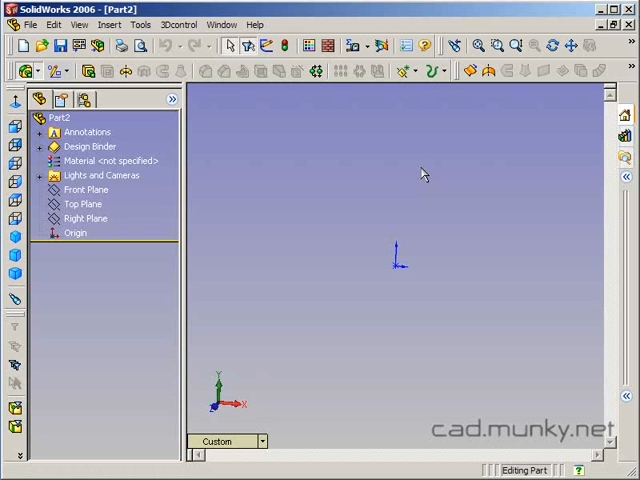 SolidWorks 2006 - [Part2]
File Edit View Insert Tools 3Dcontrol Window Help
Part2
Annotations
Design Binder
Material <not specified>
Lights and Cameras
Front Plane
Top Plane
Right Plane
Origin
Y
X
Z
cad.munky.net
Custom
Editing Part